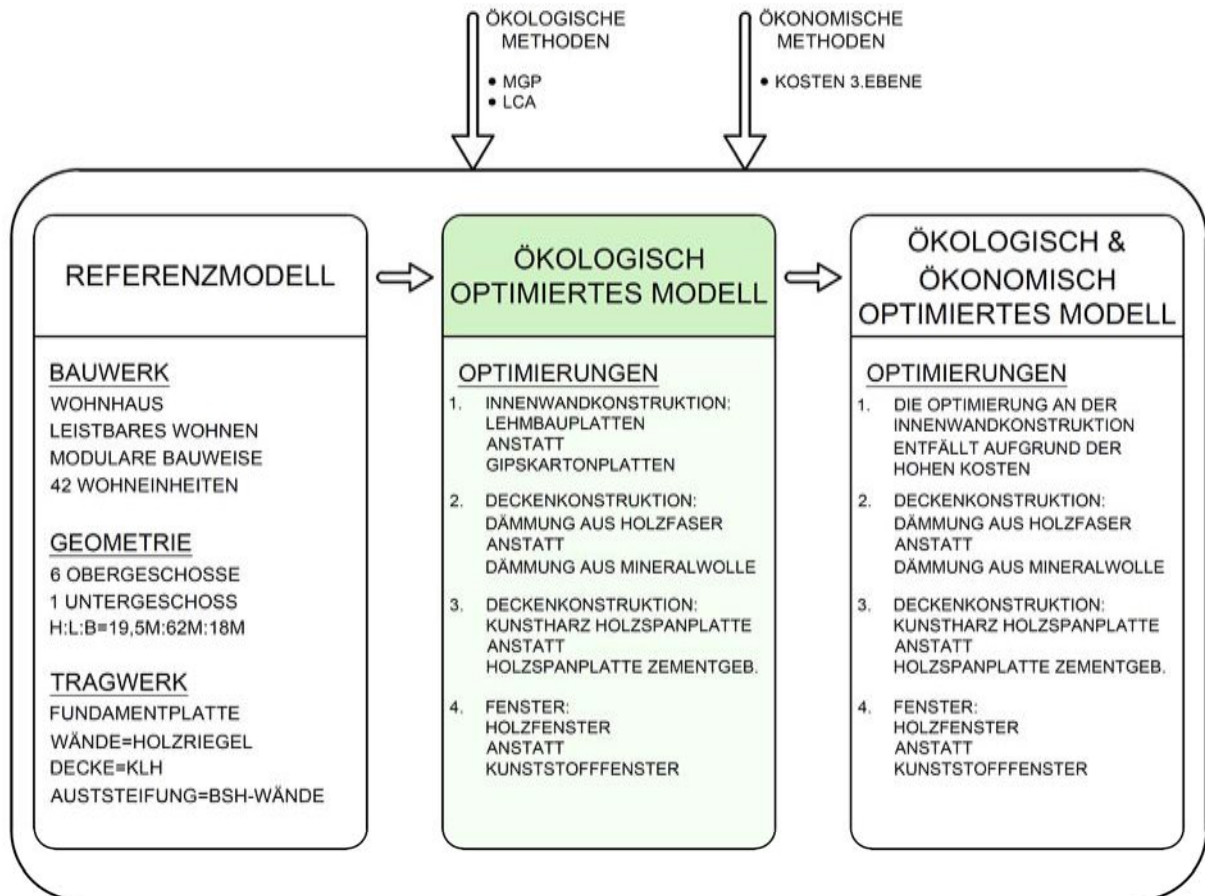 ÖKOLOGISCHE
METHODEN
• MGP
• LCA
ÖKONOMISCHE
METHODEN
• KOSTEN 3.EBENE
REFERENZMODELL
BAUWERK
WOHNHAUS
LEISTBARES WOHNEN
MODULARE BAUWEISE
42 WOHNEINHEITEN
GEOMETRIE
6 OBERGESCHOSSE
1 UNTERGESCHOSS
H:L:B=19,5M:62M:18M
TRAGWERK
FUNDAMENTPLATTE
WÄNDE=HOLZRIEGEL
DECKE=KLH
AUSTSTEIFUNG=BSH-WÄNDE
ÖKOLOGISCH
OPTIMIERTES MODELL
OPTIMIERUNGEN
1. INNENWANDKONSTRUKTION:
LEHMBAUPLATTEN
ANSTATT
GIPSKARTONPLATTEN
2. DECKENKONSTRUKTION:
DÄMMUNG AUS HOLZFASER
ANSTATT
DÄMMUNG AUS MINERALWOLLE
3. DECKENKONSTRUKTION:
KUNSTHARZ HOLZSPANPLATTE
ANSTATT
HOLZSPANPLATTE ZEMENTGEB.
4. FENSTER:
HOLZFENSTER
ANSTATT
KUNSTSTOFFFENSTER
ÖKOLOGISCH &
ÖKONOMISCH
OPTIMIERTES MODELL
OPTIMIERUNGEN
1. DIE OPTIMIERUNG AN DER
INNENWANDKONSTRUKTION
ENTFÄLLT AUFGRUND DER
HOHEN KOSTEN
2. DECKENKONSTRUKTION:
DÄMMUNG AUS HOLZFASER
ANSTATT
DÄMMUNG AUS MINERALWOLLE
3. DECKENKONSTRUKTION:
KUNSTHARZ HOLZSPANPLATTE
ANSTATT
HOLZSPANPLATTE ZEMENTGEB.
4. FENSTER:
HOLZFENSTER
ANSTATT
KUNSTSTOFFFENSTER